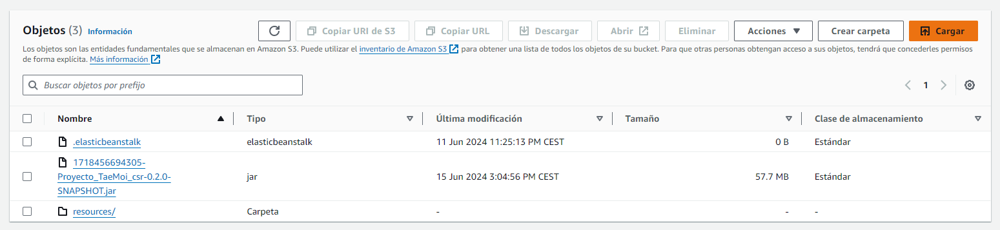 Objetos (3) Información
Copiar URI de S3 Copiar URL Descargar Abrir Eliminar Acciones Crear carpeta Cargar
Los objetos son las entidades fundamentales que se almacenan en Amazon S3. Puede utilizar el inventario de Amazon S3 para obtener una lista de todos los objetos de su bucket. Para que otras personas obtengan acceso a sus objetos, tendrá que concederles permisos
de forma explícita. Más información
Buscar objetos por prefijo
1
Nombre Tipo Última modificación Tamaño Clase de almacenamiento
.elasticbeanstalk elasticbeanstalk 11 Jun 2024 11:25:13 PM CEST 0 B Estándar
1718456694305-
Proyecto_TaeMoi_csr-0.2.0- jar 15 Jun 2024 3:04:56 PM CEST 57.7 MB Estándar
SNAPSHOT.jar
resources/ Carpeta - - -